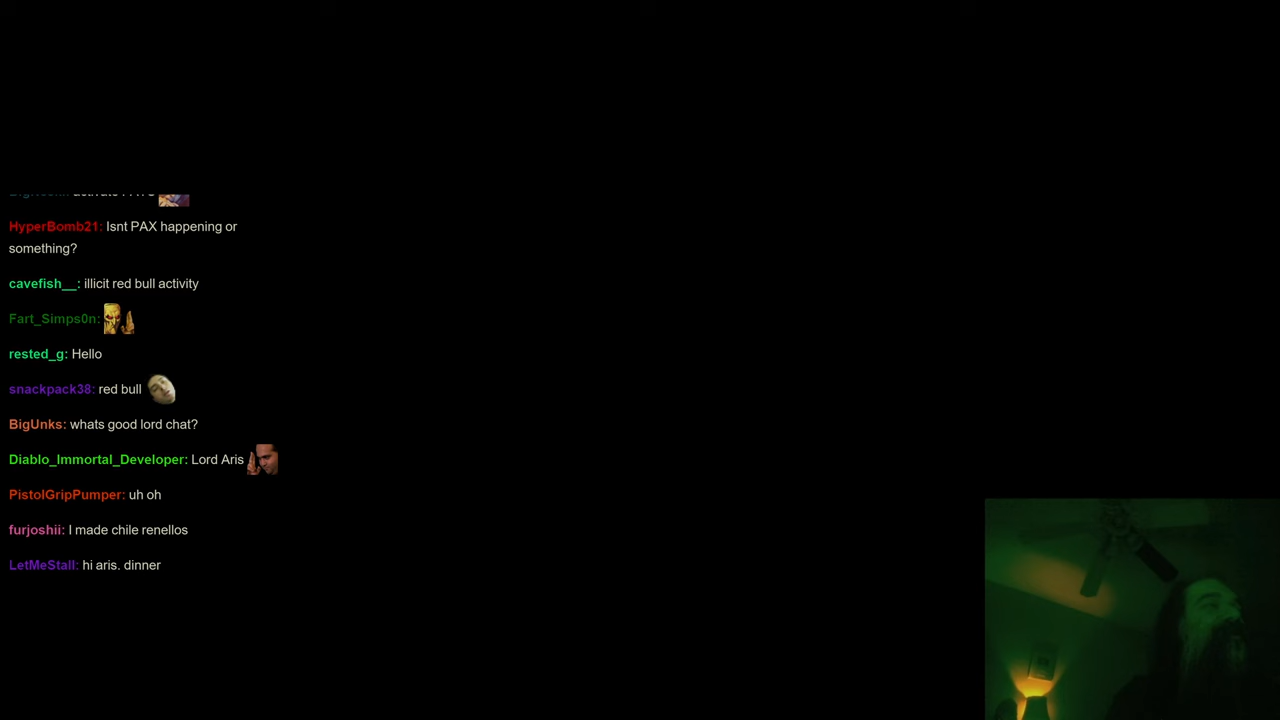 HyperBomb21: Isnt PAX happening or
something?
cavefish__: illicit red bull activity
Fart_Simps0n:
rested_g: Hello
snackpack38: red bull
BigUnks: whats good lord chat?
Diablo_Immortal_Developer: Lord Aris
PistolGripPumper: uh oh
furjoshii: I made chile renellos
LetMeStall: hi aris. dinner